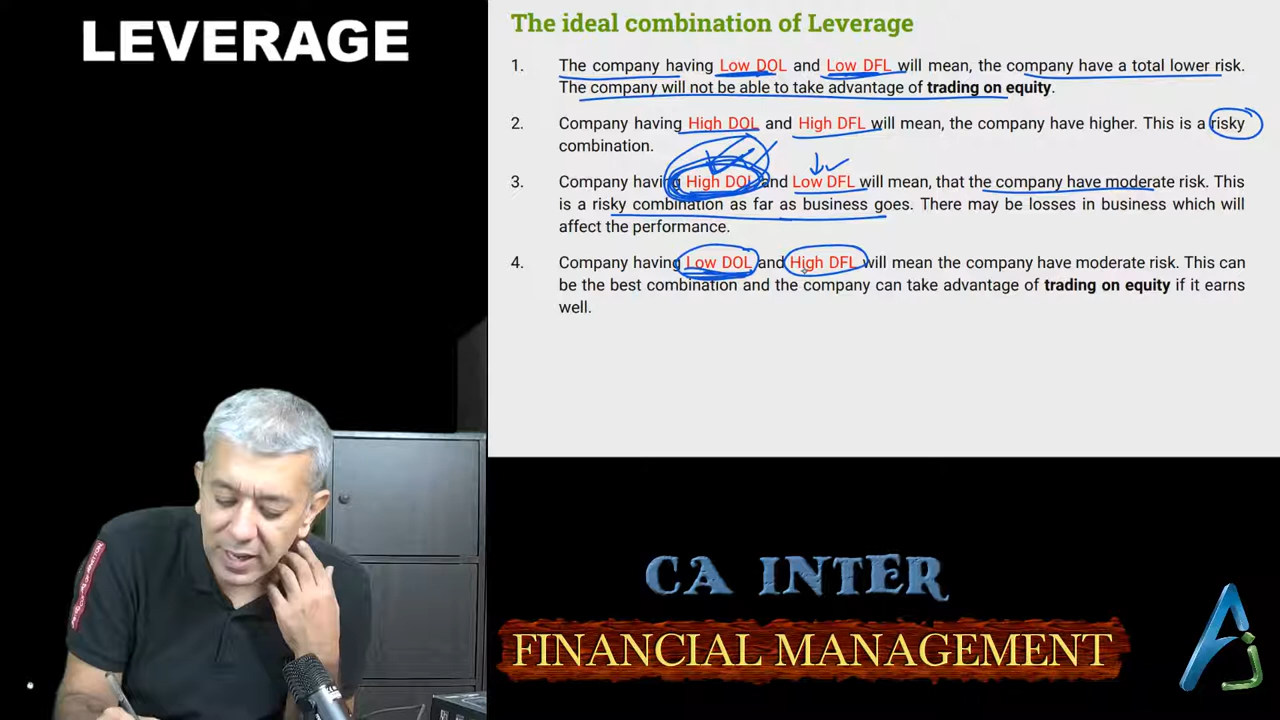 LEVERAGE
The ideal combination of Leverage
1. The company having Low DOL and Low DFL will mean, the company have a total lower risk.
The company will not be able to take advantage of trading on equity.
2. Company having High DOL and High DFL will mean, the company have higher. This is a risky
combination.
3. Company having High DOL and Low DFL will mean, that the company have moderate risk. This
is a risky combination as far as business goes. There may be losses in business which will
affect the performance.
4. Company having Low DOL and High DFL will mean the company have moderate risk. This can
be the best combination and the company can take advantage of trading on equity if it earns
well.
CA INTER
FINANCIAL MANAGEMENT